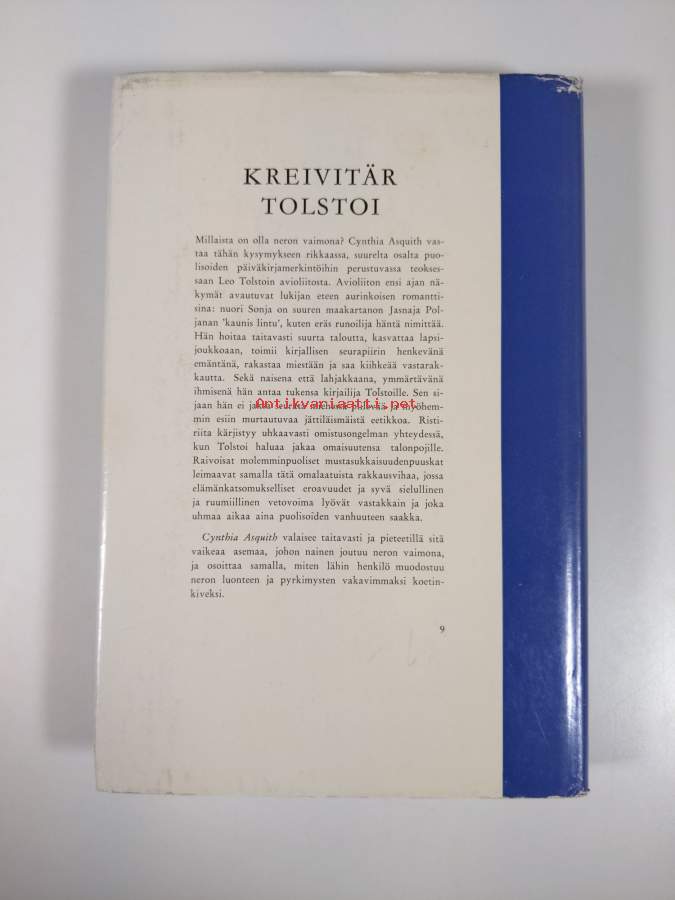 KREIVITÄR
TOLSTOI
Millaista on olla neron vaimona? Cynthia Asquith vas-
taa tähän kysymykseen rikkaassa, suurelta osalta puo-
lisoiden päiväkirjamerkintöihin perustuvassa teokses-
saan Leo Tolstoin avioliitosta. Avioliiton ensi ajan nä-
kymät avautuvat lukijan eteen aurinkoisen romantti-
sina: nuori Sonja on suuren maakartanon Jasnaja Pol-
janan 'kaunis lintu', kuten eräs runoilija häntä nimittää.
Hän hoitaa taitavasti suurta taloutta, kasvattaa lapsi-
joukkoaan, toimii kirjallisen seurapiirin henkevänä
emäntänä, rakastaa miestään ja saa kiihkeää vastarak-
kautta. Sekä naisena että lahjakkaana, ymmärtävänä
ihmisenä hän antaa tukensa kirjailija Tolstoille. Sen si-
Antikvariaatti.net
jaan hän ei ja myöhem-
min esiin murtautuvaa jättiläismäistä eetikkoa. Risti-
riita kärjistyy uhkaavasti omistusongelman yhteydessä,
kun Tolstoi haluaa jakaa omaisuutensa talonpojille.
Raivoisat molemminpuoliset mustasukkaisuudenpuuskat
leimaavat samalla tätä omalaatuista rakkausvihaa, jossa
elämänkatsomukselliset eroavuudet ja syvä sielullinen
ja ruumiillinen vetovoima lyövät vastakkain ja joka
uhmaa aikaa aina puolisoiden vanhuuteen saakka.
Cynthia Asquith valaisee taitavasti ja pieteetillä sitä
vaikeaa asemaa, johon nainen joutuu neron vaimona,
ja osoittaa samalla, miten lähin henkilö muodostuu
neron luonteen ja pyrkimysten vakavimmaksi koetin-
kiveksi.
9